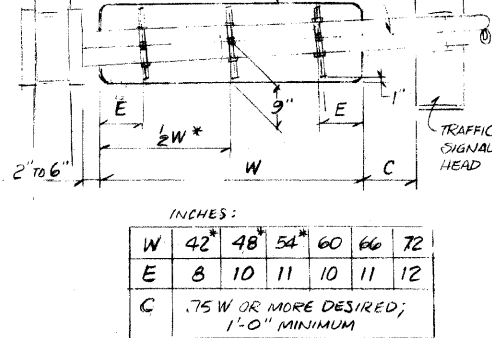 E
9"
E
1"
½W*
TRAFFIC
SIGNAL
HEAD
2" TO 6"
W
C
INCHES:
W 42* 48* 54* 60 66 72
E 8 10 11 10 11 12
C .75 W OR MORE DESIRED;
1'-0" MINIMUM